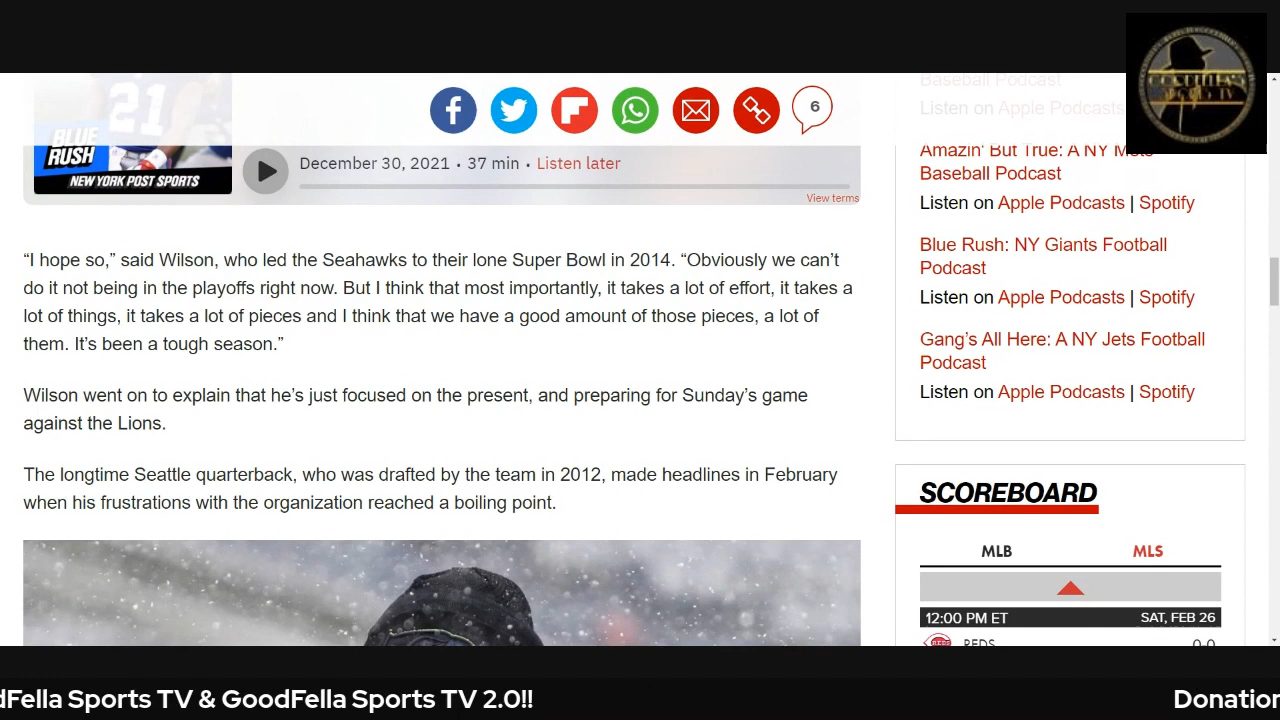 21
BLUE
RUSH
NEW YORK POST SPORTS
6
December 30, 2021 • 37 min • Listen later
View terms
“I hope so,” said Wilson, who led the Seahawks to their lone Super Bowl in 2014. “Obviously we can’t
do it not being in the playoffs right now. But I think that most importantly, it takes a lot of effort, it takes a
lot of things, it takes a lot of pieces and I think that we have a good amount of those pieces, a lot of
them. It’s been a tough season.”
Wilson went on to explain that he’s just focused on the present, and preparing for Sunday’s game
against the Lions.
The longtime Seattle quarterback, who was drafted by the team in 2012, made headlines in February
when his frustrations with the organization reached a boiling point.
Baseball Podcast
Listen on Apple Podcasts
Amazin' But True: A NY Mets
Baseball Podcast
Listen on Apple Podcasts | Spotify
Blue Rush: NY Giants Football
Podcast
Listen on Apple Podcasts | Spotify
Gang’s All Here: A NY Jets Football
Podcast
Listen on Apple Podcasts | Spotify
SCOREBOARD
MLB MLS
12:00 PM ET SAT, FEB 26
REDS 0-0
dFella Sports TV & GoodFella Sports TV 2.0!! Donation